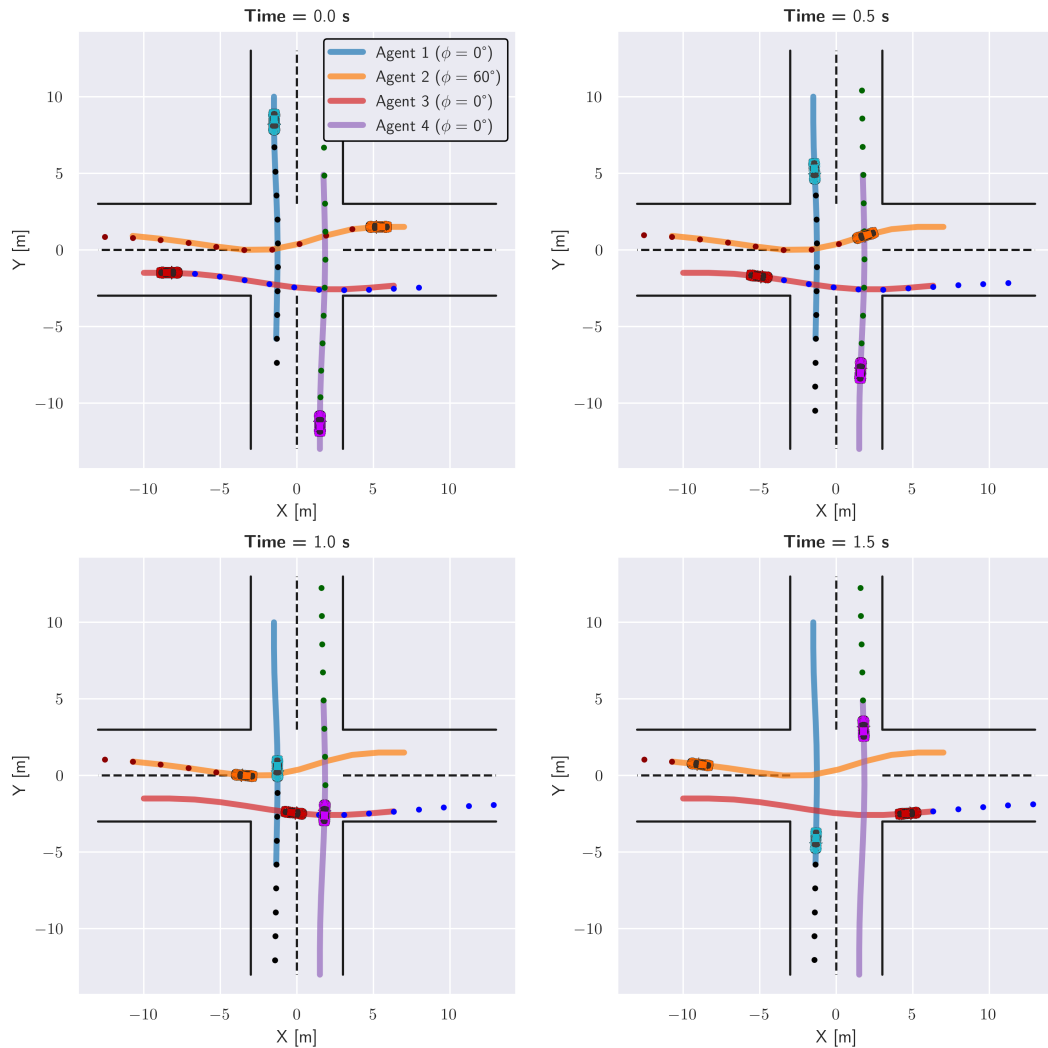 Time = 0.0 s
Agent 1 (ϕ = 0°)
Agent 2 (ϕ = 60°)
Agent 3 (ϕ = 0°)
Agent 4 (ϕ = 0°)
10
5
0
−5
−10
Y [m]
−10
−5
0
5
10
X [m]
Time = 0.5 s
10
5
0
−5
−10
Y [m]
−10
−5
0
5
10
X [m]
Time = 1.0 s
10
5
0
−5
−10
Y [m]
−10
−5
0
5
10
X [m]
Time = 1.5 s
10
5
0
−5
−10
Y [m]
−10
−5
0
5
10
X [m]